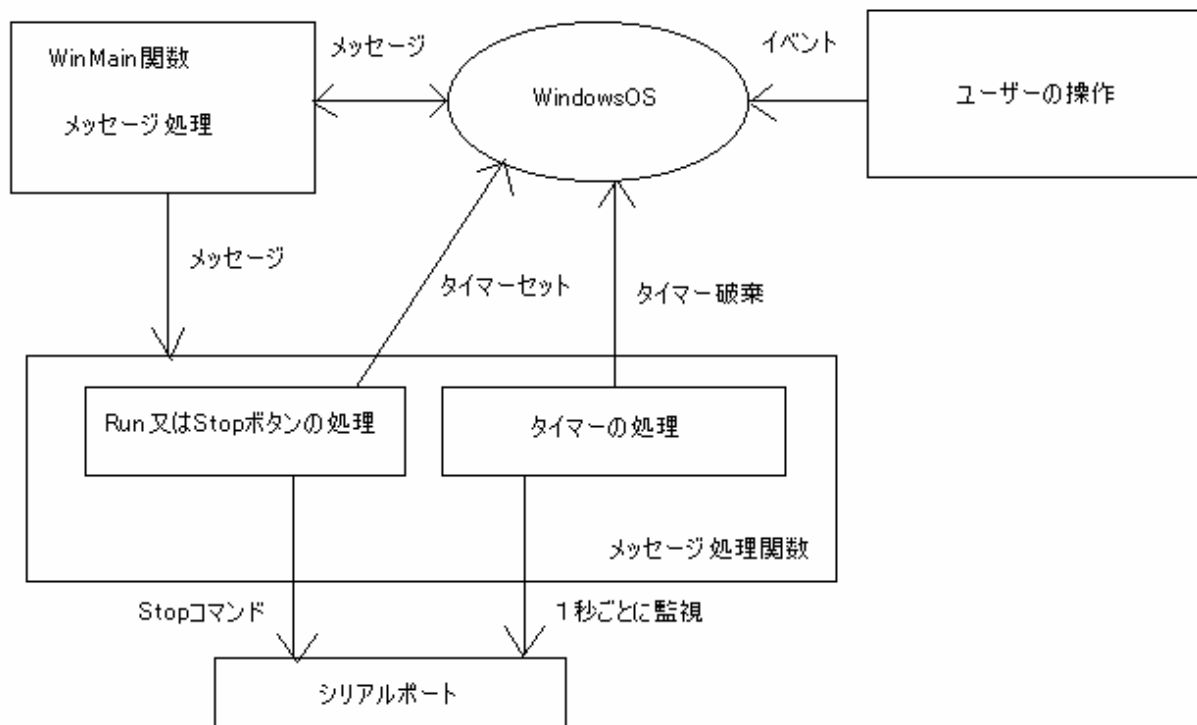 WinMain関数
メッセージ処理
メッセージ
WindowsOS
イベント
ユーザーの操作
メッセージ
タイマーセット
タイマー破棄
Run又はStopボタンの処理
タイマーの処理
メッセージ処理関数
Stopコマンド
1秒ごとに監視
シリアルポート